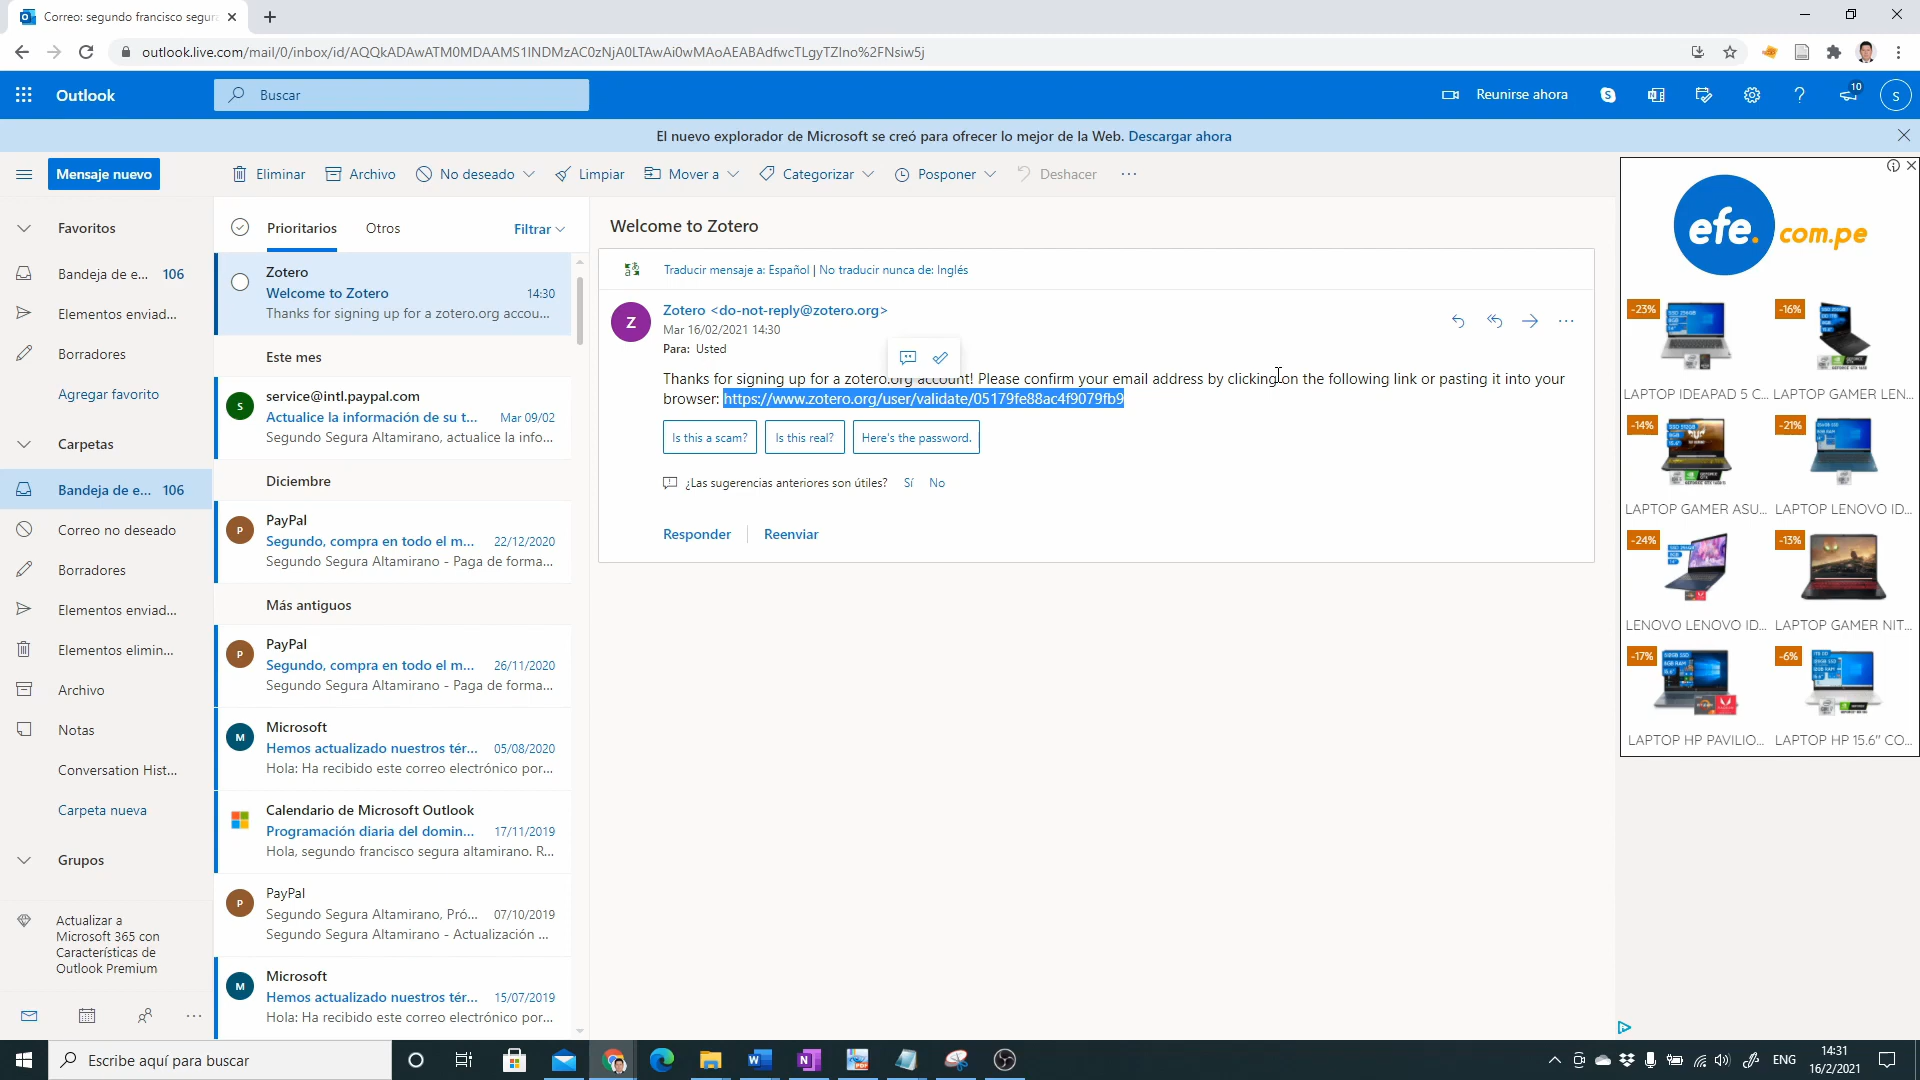 Correo: segundo francisco segura
outlook.live.com/mail/0/inbox/id/AQQkADAwATM0MDAAMS1lNDMzAC0zNjA0LTAwAi0wMAoAEABAdfwcTLgyTZIno%2FNsiw5j
Outlook
Buscar
Reunirse ahora
10
S
El nuevo explorador de Microsoft se creó para ofrecer lo mejor de la Web. Descargar ahora
Mensaje nuevo
Eliminar
Archivo
No deseado
Limpiar
Mover a
Categorizar
Posponer
Deshacer
Favoritos
Bandeja de e... 106
Elementos enviad...
Borradores
Agregar favorito
Carpetas
Bandeja de e... 106
Correo no deseado
Borradores
Elementos enviad...
Elementos elimin...
Archivo
Notas
Conversation Hist...
Carpeta nueva
Grupos
Actualizar a
Microsoft 365 con
Características de
Outlook Premium
Prioritarios
Otros
Filtrar
Zotero
Welcome to Zotero 14:30
Thanks for signing up for a zotero.org accou...
Este mes
S
service@intl.paypal.com
Actualice la información de su t... Mar 09/02
Segundo Segura Altamirano, actualice la info...
Diciembre
P
PayPal
Segundo, compra en todo el m... 22/12/2020
Segundo Segura Altamirano - Paga de forma...
Más antiguos
P
PayPal
Segundo, compra en todo el m... 26/11/2020
Segundo Segura Altamirano - Paga de forma...
M
Microsoft
Hemos actualizado nuestros tér... 05/08/2020
Hola: Ha recibido este correo electrónico por...
Calendario de Microsoft Outlook
Programación diaria del domin... 17/11/2019
Hola, segundo francisco segura altamirano. R...
P
PayPal
Segundo Segura Altamirano, Pró... 07/10/2019
Segundo Segura Altamirano - Actualización ...
M
Microsoft
Hemos actualizado nuestros tér... 15/07/2019
Hola: Ha recibido este correo electrónico por...
Welcome to Zotero
Traducir mensaje a: Español | No traducir nunca de: Inglés
Z
Zotero <do-not-reply@zotero.org>
Mar 16/02/2021 14:30
Para: Usted
Thanks for signing up for a zotero.org account! Please confirm your email address by clicking on the following link or pasting it into your
browser: https://www.zotero.org/user/validate/05179fe88ac4f9079fb9
Is this a scam?
Is this real?
Here's the password.
¿Las sugerencias anteriores son útiles? Sí No
Responder
Reenviar
efe. com.pe
-23%
-16%
LAPTOP IDEAPAD 5 C...
LAPTOP GAMER LEN...
-14%
-21%
LAPTOP GAMER ASU...
LAPTOP LENOVO ID...
-24%
-13%
LENOVO LENOVO ID...
LAPTOP GAMER NIT...
-17%
-6%
LAPTOP HP PAVILIO...
LAPTOP HP 15.6" CO...
Escribe aquí para buscar
ENG
14:31
16/2/2021